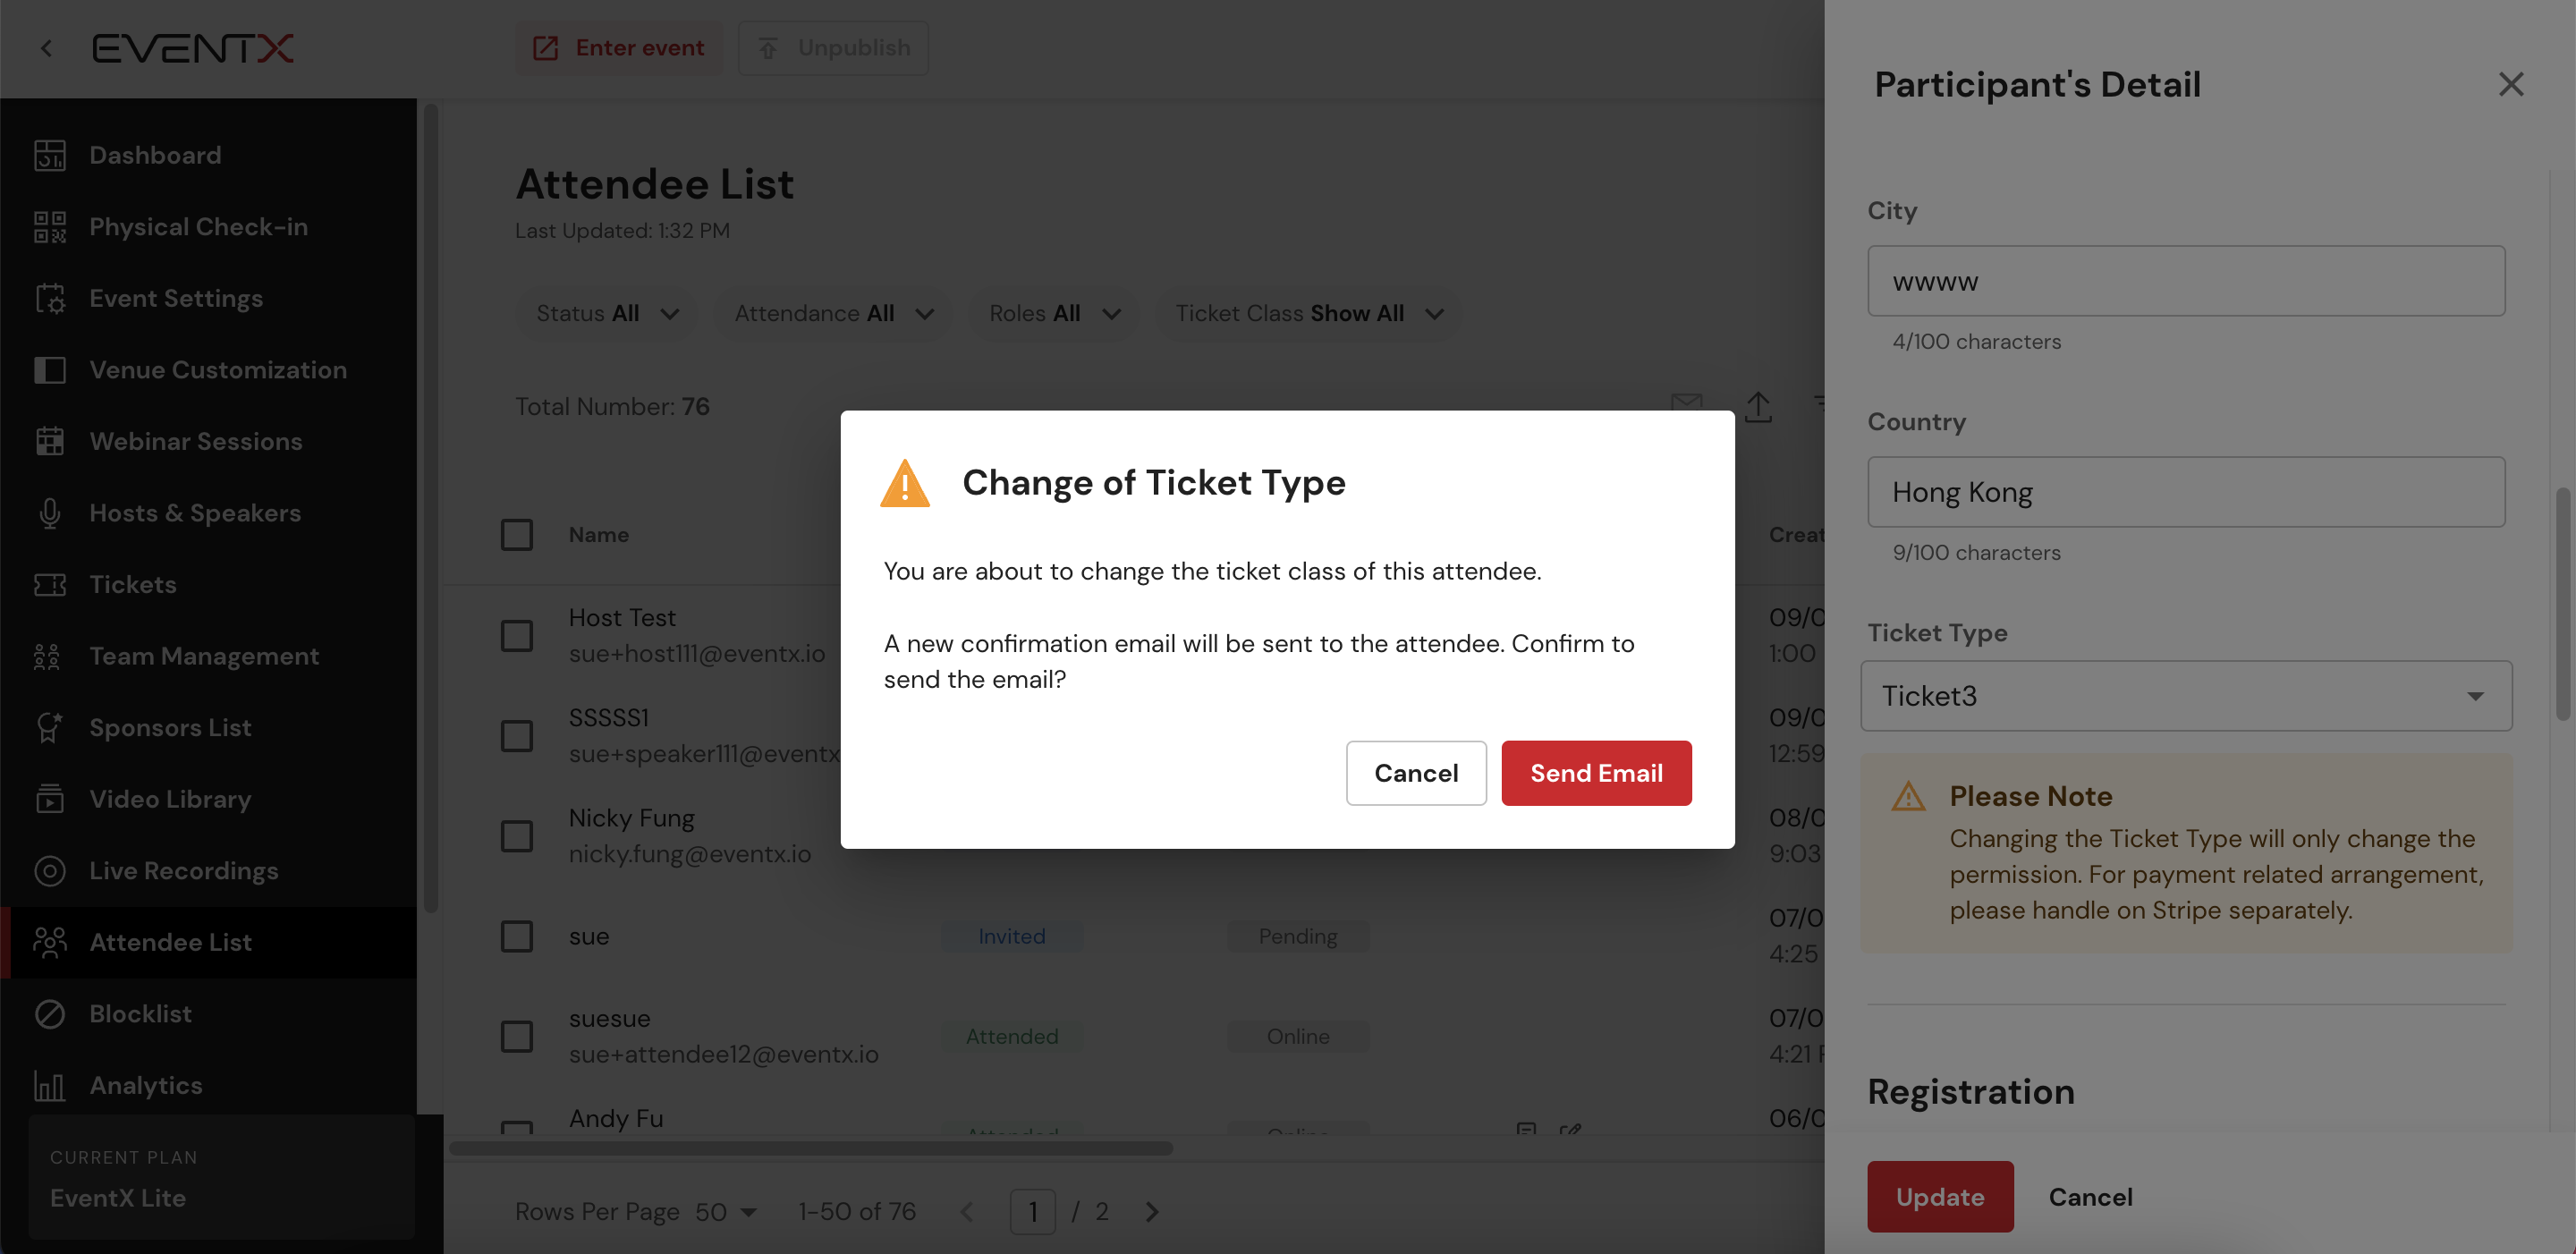 EVENTX
Enter event
Unpublish
Dashboard
Physical Check-in
Event Settings
Venue Customization
Webinar Sessions
Hosts & Speakers
Tickets
Team Management
Sponsors List
Video Library
Live Recordings
Attendee List
Blocklist
Analytics
CURRENT PLAN
EventX Lite
Attendee List
Last Updated: 1:32 PM
Status All
Attendance All
Roles All
Ticket Class Show All
Total Number: 76
Name
Creat
Host Test
sue+host111@eventx.io
09/0
1:00
SSSSS1
sue+speaker111@eventx
09/0
12:59
Nicky Fung
nicky.fung@eventx.io
08/0
9:03
sue
Invited
Pending
07/0
4:25
suesue
sue+attendee12@eventx.io
Attended
Online
07/0
4:21
Andy Fu
Attended
Online
06/0
Rows Per Page 50
1-50 of 76
1 / 2
Change of Ticket Type
You are about to change the ticket class of this attendee.
A new confirmation email will be sent to the attendee. Confirm to
send the email?
Cancel
Send Email
Participant's Detail
City
wwww
4/100 characters
Country
Hong Kong
9/100 characters
Ticket Type
Ticket3
Please Note
Changing the Ticket Type will only change the
permission. For payment related arrangement,
please handle on Stripe separately.
Registration
Update
Cancel